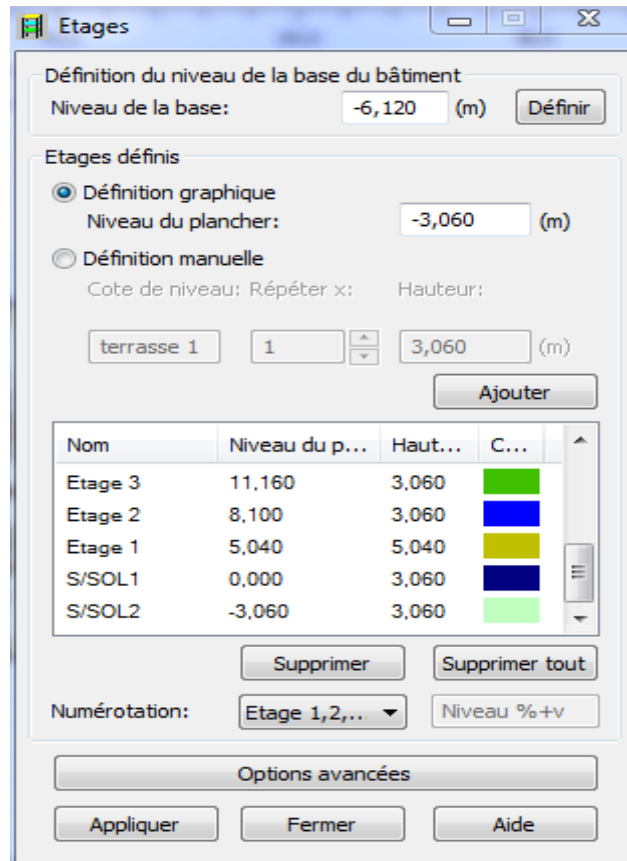 Etages
Définition du niveau de la base du bâtiment
Niveau de la base: -6,120 (m) Définir
Etages définis
Définition graphique
Niveau du plancher: -3,060 (m)
Définition manuelle
Cote de niveau: Répéter x: Hauteur:
terrasse 1 1 3,060 (m)
Ajouter
Nom Niveau du p... Haut... C...
Etage 3 11,160 3,060
Etage 2 8,100 3,060
Etage 1 5,040 5,040
S/SOL1 0,000 3,060
S/SOL2 -3,060 3,060
Supprimer Supprimer tout
Numérotation: Etage 1,2,... Niveau %+v
Options avancées
Appliquer Fermer Aide